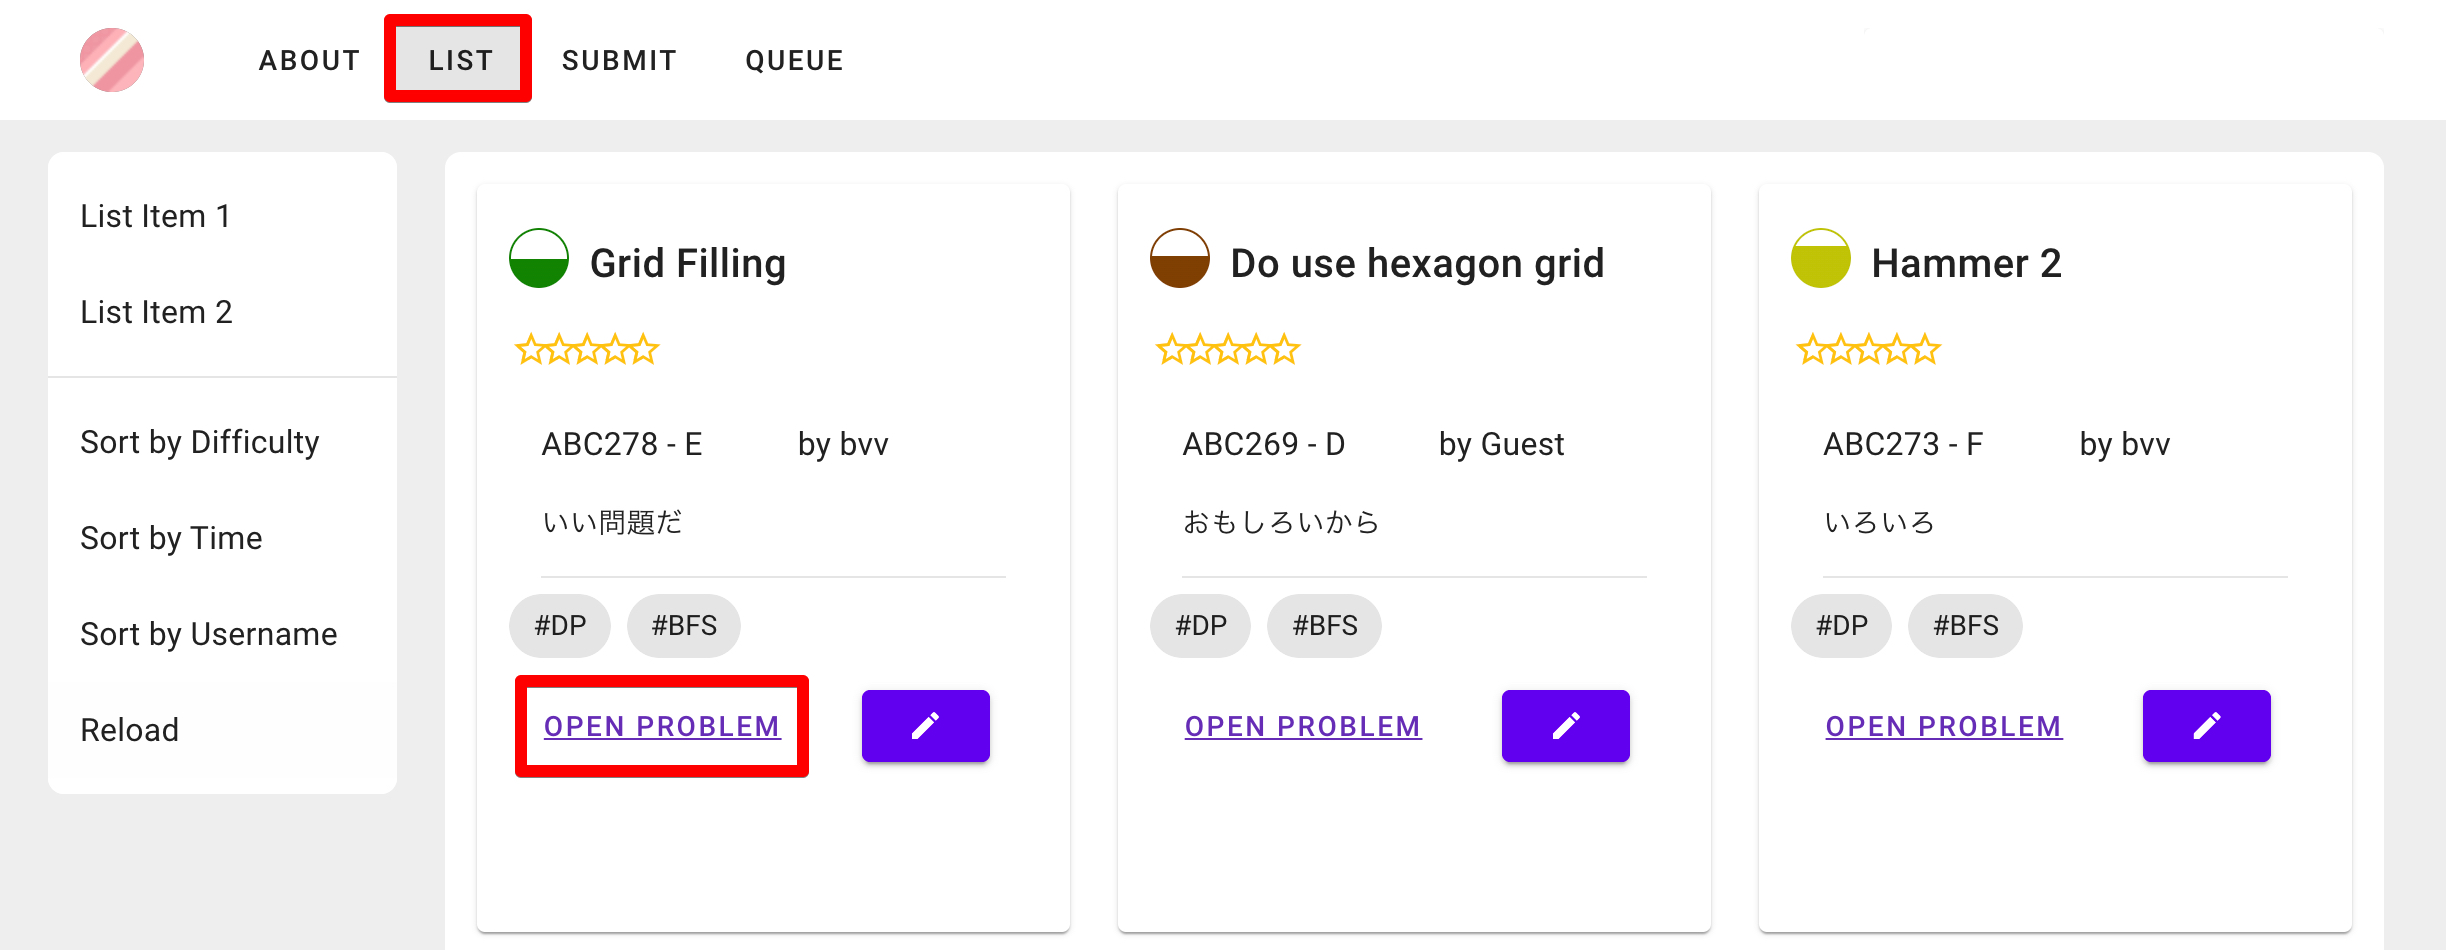 ABOUT LIST SUBMIT QUEUE
List Item 1
List Item 2
Sort by Difficulty
Sort by Time
Sort by Username
Reload
Grid Filling
ABC278 - E by bvv
いい問題だ
#DP #BFS
OPEN PROBLEM
Do use hexagon grid
ABC269 - D by Guest
おもしろいから
#DP #BFS
OPEN PROBLEM
Hammer 2
ABC273 - F by bvv
いろいろ
#DP #BFS
OPEN PROBLEM